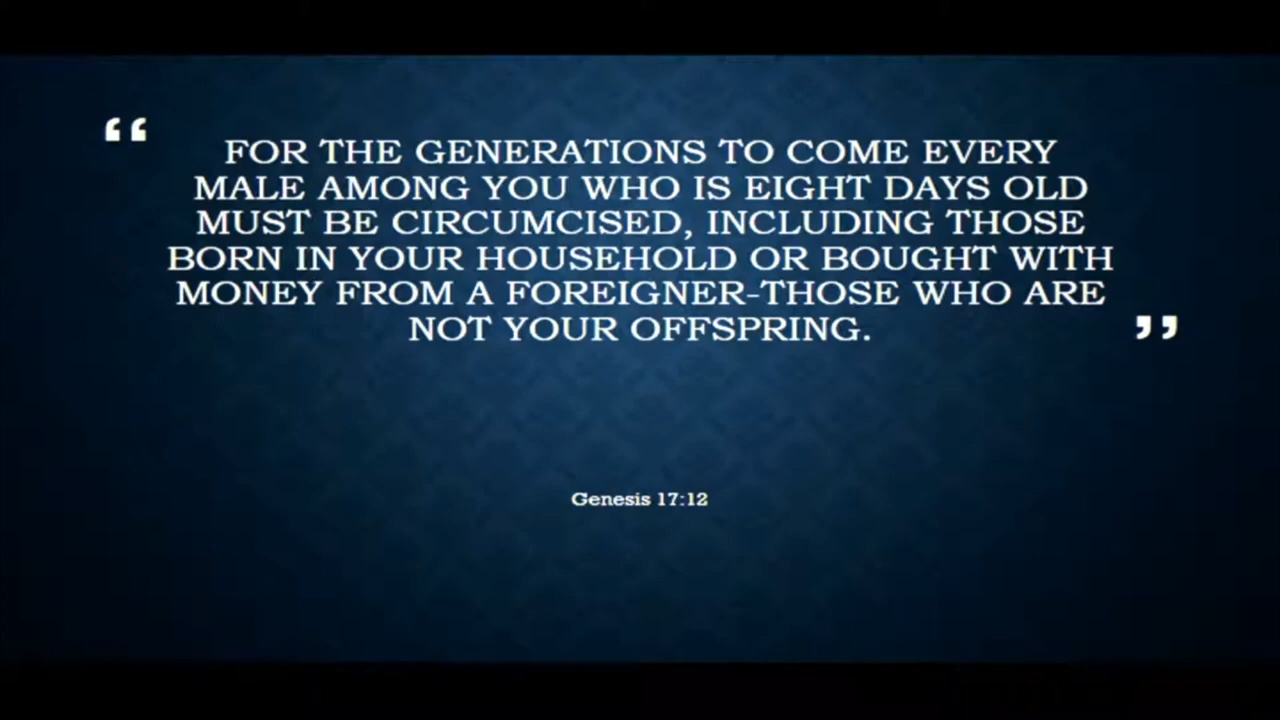 “ FOR THE GENERATIONS TO COME EVERY
MALE AMONG YOU WHO IS EIGHT DAYS OLD
MUST BE CIRCUMCISED, INCLUDING THOSE
BORN IN YOUR HOUSEHOLD OR BOUGHT WITH
MONEY FROM A FOREIGNER-THOSE WHO ARE
NOT YOUR OFFSPRING. ”
Genesis 17:12